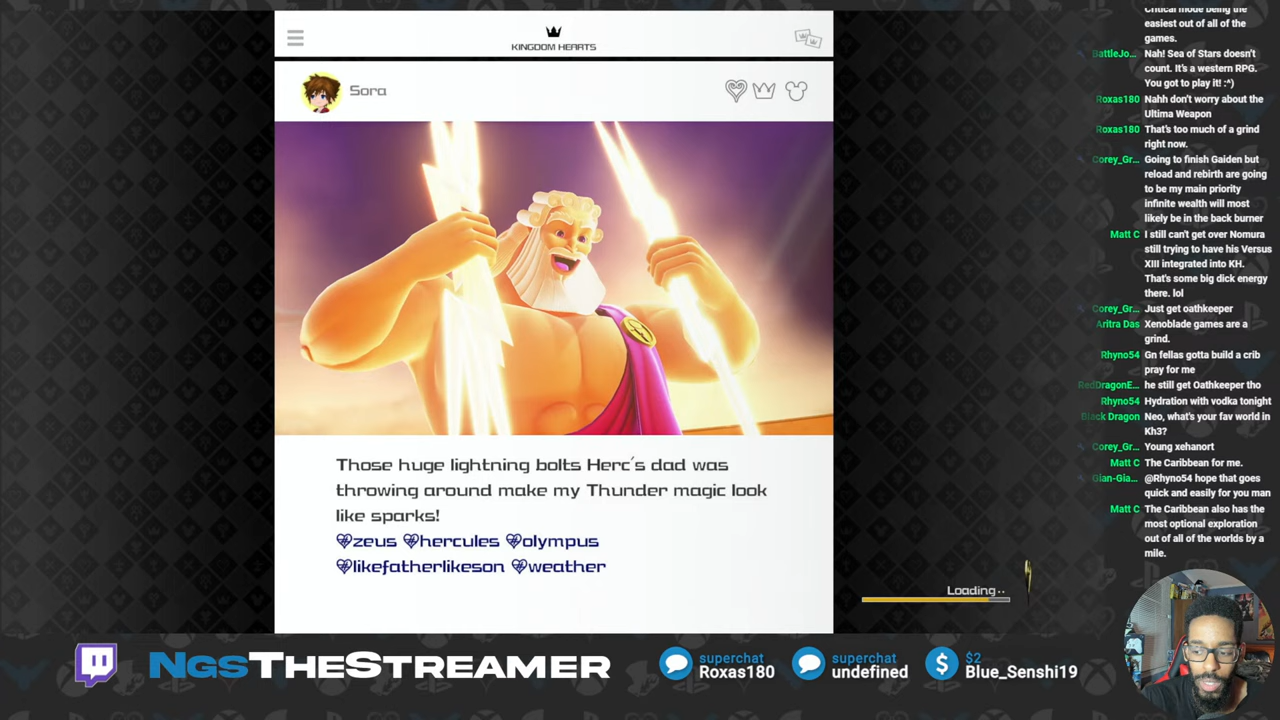 KINGDOM HEARTS
Sora
Those huge lightning bolts Herc's dad was
throwing around make my Thunder magic look
like sparks!
zeus hercules olympus
likefatherlikeson weather
Loading..
Critical mode being the
easiest out of all of the
games.
BattleJo... Nah! Sea of Stars doesn't
count. It's a western RPG.
You got to play it! :^)
Roxas180 Nahh don't worry about the
Ultima Weapon
Roxas180 That's too much of a grind
right now.
Corey_Gr... Going to finish Gaiden but
reload and rebirth are going
to be my main priority
infinite wealth will most
likely be in the back burner
Matt C I still can't get over Nomura
still trying to have his Versus
XIII integrated into KH.
That's some big dick energy
there. lol
Corey_Gr... Just get oathkeeper
Aritra Das Xenoblade games are a
grind.
Rhyno54 Gn fellas gotta build a crib
pray for me
RedDragonE... he still get Oathkeeper tho
Rhyno54 Hydration with vodka tonight
Black Dragon Neo, what's your fav world in
Kh3?
Corey_Gr... Young xehanort
Matt C The Caribbean for me.
Gian-Gia... @Rhyno54 hope that goes
quick and easily for you man
Matt C The Caribbean also has the
most optional exploration
out of all of the worlds by a
mile.
NGSTHESTREAMER
superchat
Roxas180
superchat
undefined
$2
Blue_Senshi19